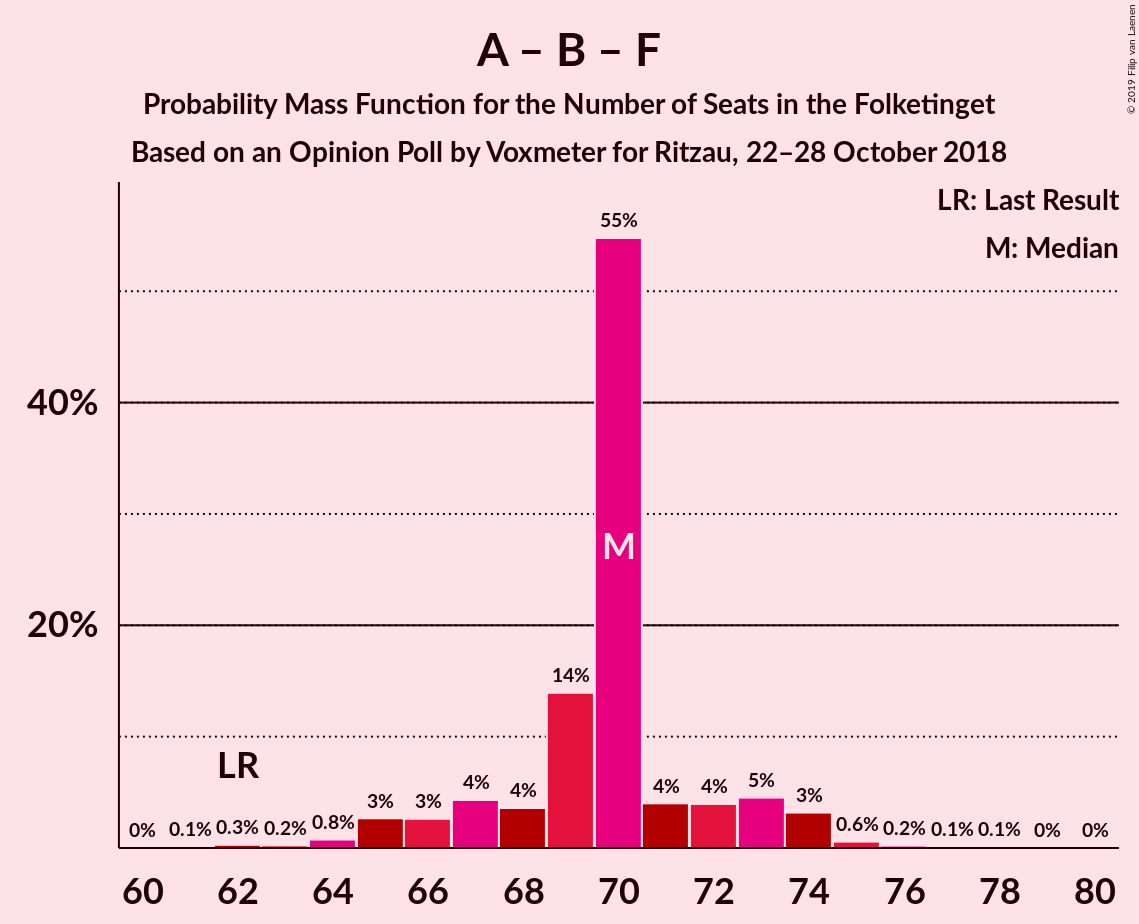 A – B – F
Probability Mass Function for the Number of Seats in the Folketinget
Based on an Opinion Poll by Voxmeter for Ritzau, 22–28 October 2018
© 2019 Filip van Laenen
LR: Last Result
M: Median
55%
40%
M
20%
14%
LR
0% 0.1% 0.3% 0.2% 0.8% 3% 3% 4% 4% 4% 4% 5% 3% 0.6% 0.2% 0.1% 0.1% 0% 0%
60 62 64 66 68 70 72 74 76 78 80